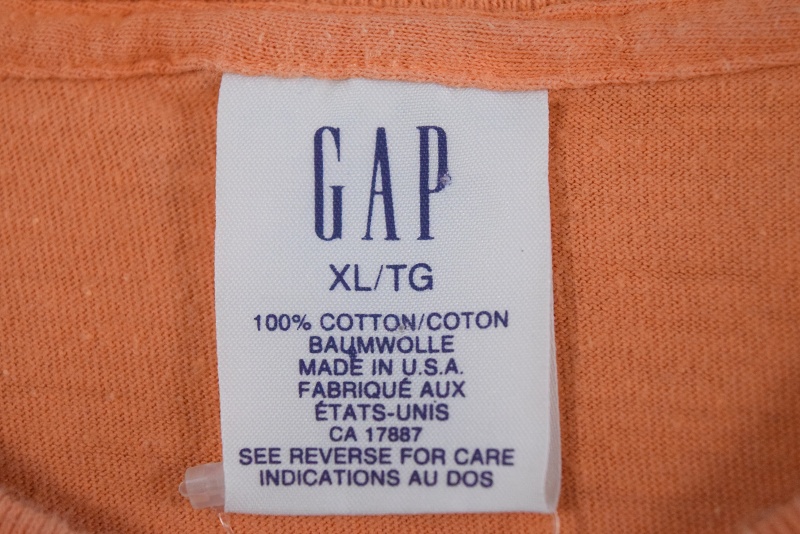 GAP
XL/TG
100% COTTON/COTON
BAUMWOLLE
MADE IN U.S.A.
FABRIQUÉ AUX
ÉTATS-UNIS
CA 17887
SEE REVERSE FOR CARE
INDICATIONS AU DOS